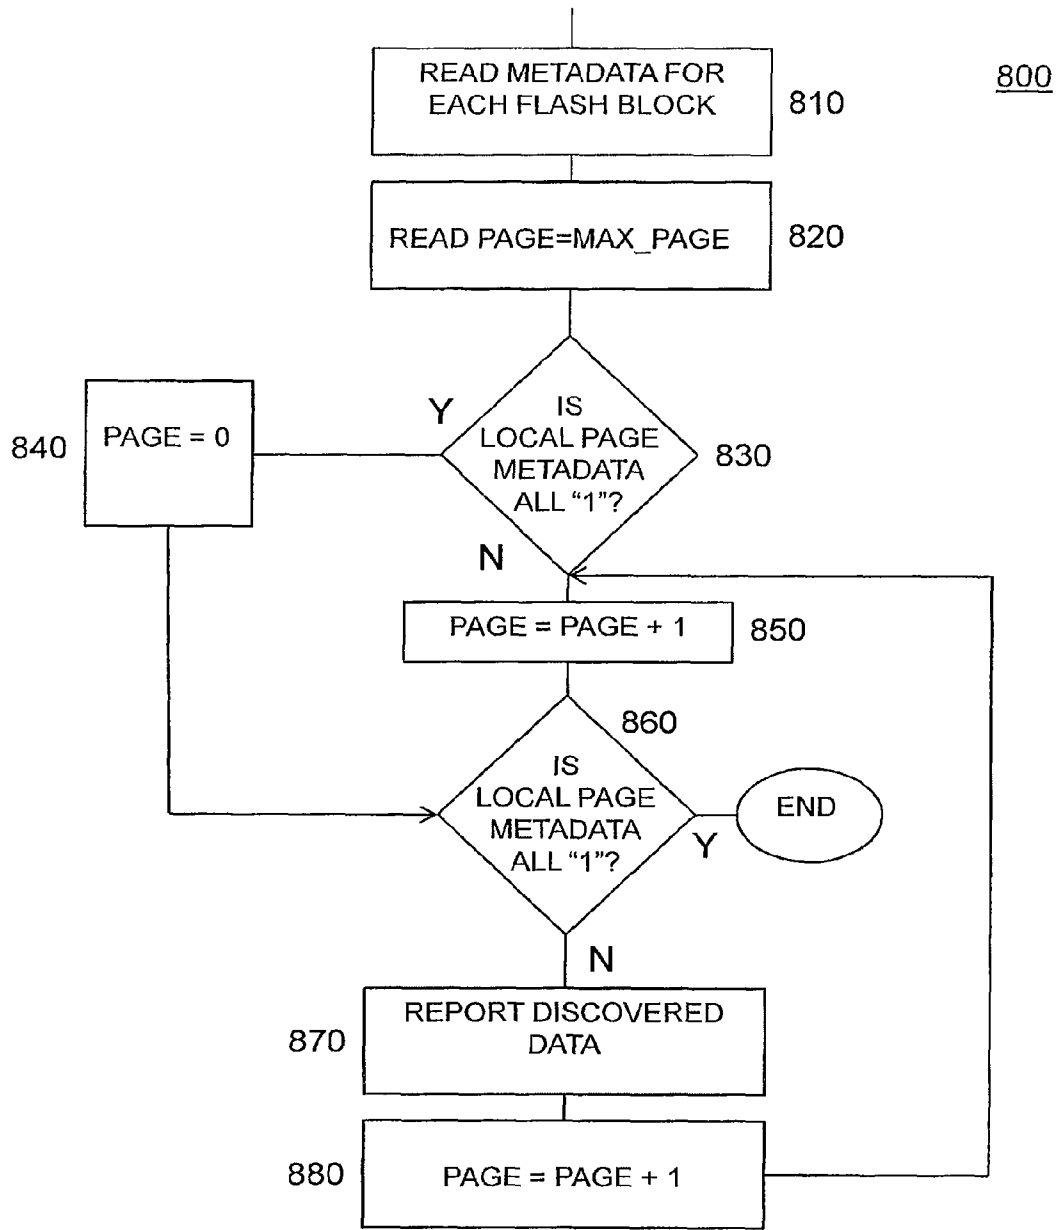 800
READ METADATA FOR
EACH FLASH BLOCK
810
READ PAGE=MAX_PAGE
820
IS
LOCAL PAGE
METADATA
ALL “1”?
830
Y
PAGE = 0
840
N
PAGE = PAGE + 1
850
860
IS
LOCAL PAGE
METADATA
ALL “1”?
Y
END
N
REPORT DISCOVERED
DATA
870
PAGE = PAGE + 1
880